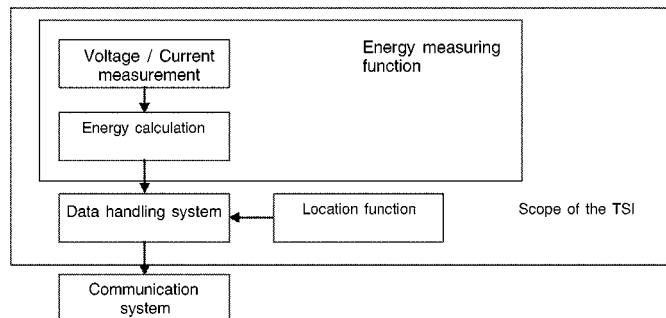 Voltage / Current
measurement
Energy measuring
function
Energy calculation
Data handling system
Location function
Scope of the TSI
Communication
system